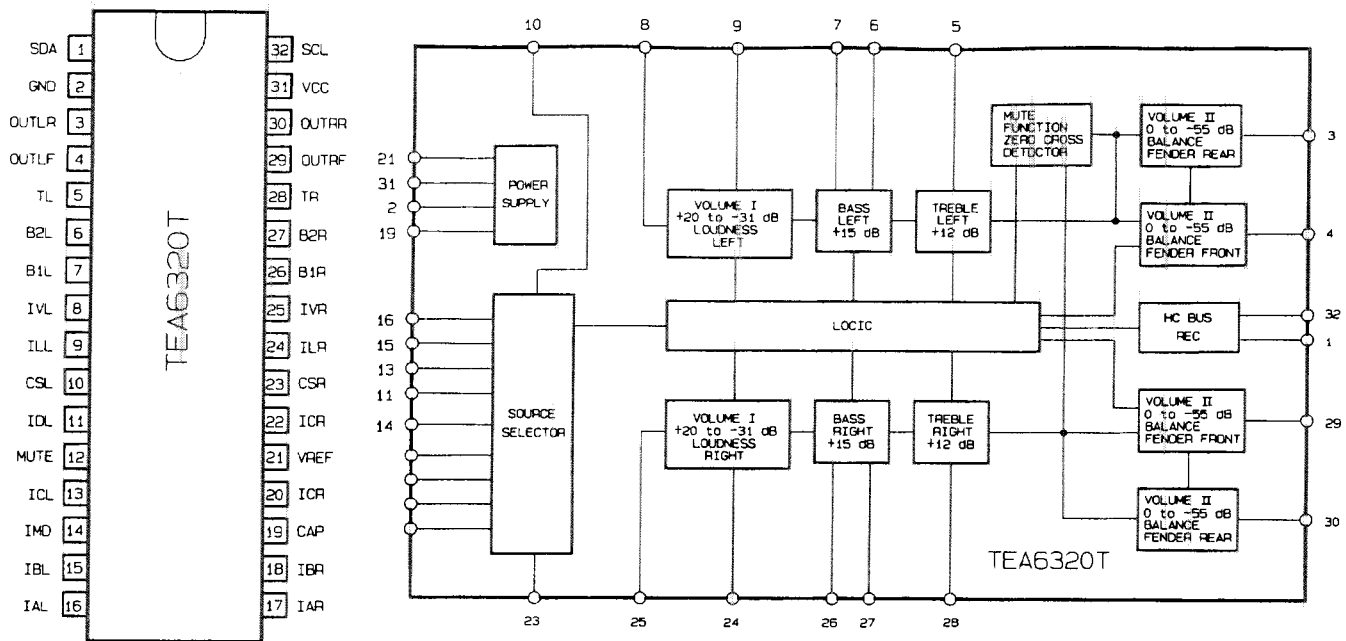 SDA 1
GND 2
OUTLR 3
OUTLF 4
TL 5
B2L 6
B1L 7
IVL 8
ILL 9
CSL 10
IDL 11
MUTE 12
ICL 13
IMD 14
IBL 15
IAL 16
TEA6320T
32 SCL
31 VCC
30 OUTRR
29 OUTRF
28 TR
27 B2R
26 B1R
25 IVR
24 ILR
23 CSR
22 ICR
21 VREF
20 ICR
19 CAP
18 IBR
17 IAR
10 8 9 7 6 5
21
31
2
19
POWER
SUPPLY
16
15
13
11
14
SOURCE
SELECTOR
VOLUME I
+20 to -31 dB
LOUDNESS
LEFT
BASS
LEFT
+15 dB
TREBLE
LEFT
+12 dB
MUTE
FUNCTION
ZERO CROSS
DETOCTOR
VOLUME II
0 to -55 dB
BALANCE
FENDER REAR
3
VOLUME II
0 to -55 dB
BALANCE
FENDER FRONT
4
LOCIC
HC BUS
REC
32
1
VOLUME I
+20 to -31 dB
LOUDNESS
RIGHT
BASS
RIGHT
+15 dB
TREBLE
RIGHT
+12 dB
VOLUME II
0 to -55 dB
BALANCE
FENDER FRONT
29
VOLUME II
0 to -55 dB
BALANCE
FENDER REAR
30
TEA6320T
23 25 24 26 27 28